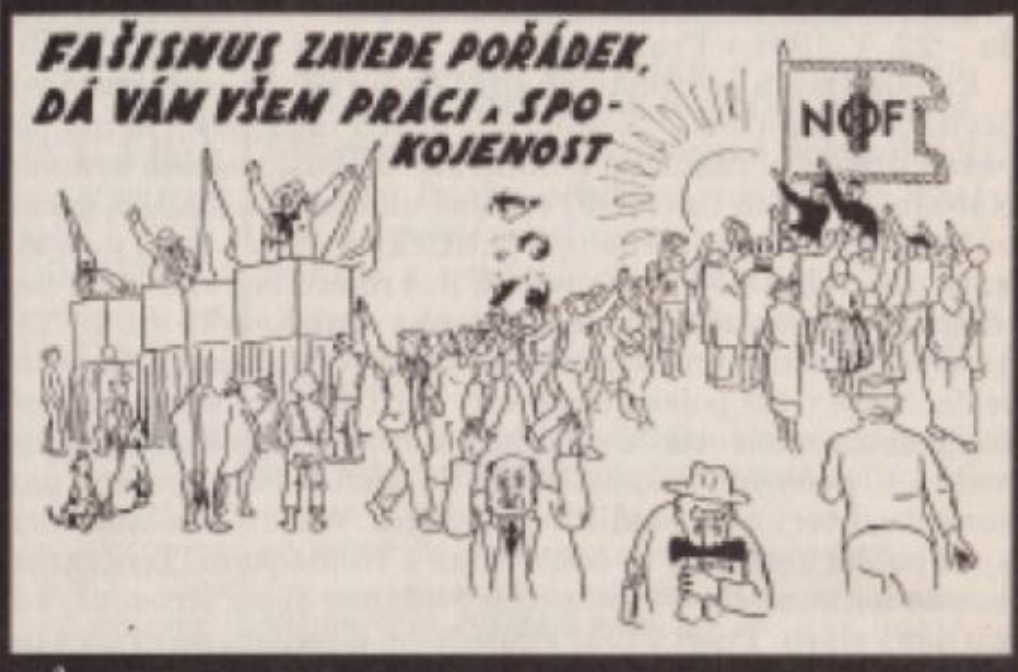 FAŠISMUS ZAVEDE POŘÁDEK,
DÁ VÁM VŠEM PRÁCI A SPO-
KOJENOST
NOF